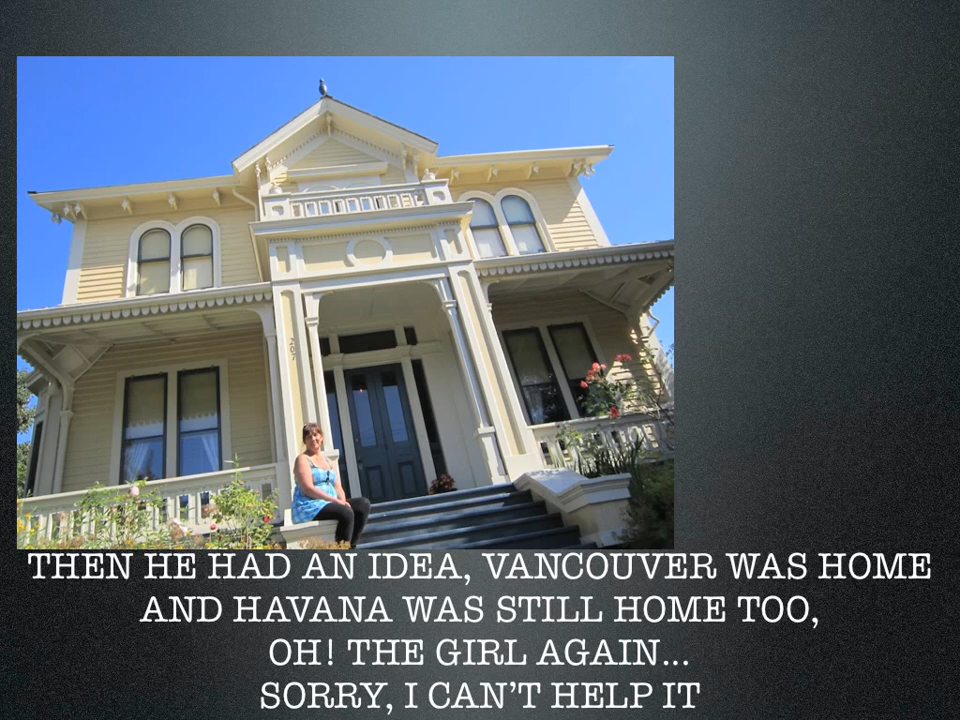 207
THEN HE HAD AN IDEA, VANCOUVER WAS HOME
AND HAVANA WAS STILL HOME TOO,
OH! THE GIRL AGAIN...
SORRY, I CAN'T HELP IT